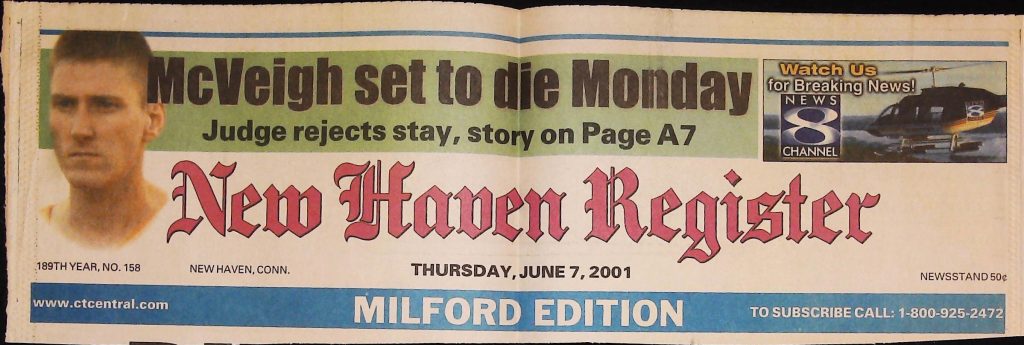 McVeigh set to die Monday
Judge rejects stay, story on Page A7
Watch Us
for Breaking News!
NEWS
8
CHANNEL
New Haven Register
189TH YEAR, NO. 158
NEW HAVEN, CONN.
THURSDAY, JUNE 7, 2001
NEWSSTAND 50¢
www.ctcentral.com
MILFORD EDITION
TO SUBSCRIBE CALL: 1-800-925-2472